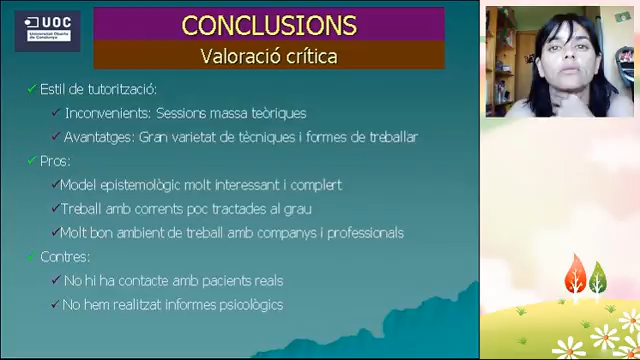 UOC
Universitat Oberta
de Catalunya
CONCLUSIONS
Valoració crítica
Estil de tutorització:
Inconvenients: Sessions massa teòriques
Avantatges: Gran varietat de tècniques i formes de treballar
Pros:
Model epistemològic molt interessant i complert
Treball amb corrents poc tractades al grau
Molt bon ambient de treball amb companys i professionals
Contres:
No hi ha contacte amb pacients reals
No hem realitzat informes psicològics